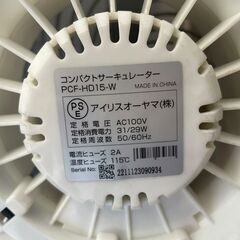 コンパクトサーキュレーター
PCF-HD15-W
MADE IN CHINA
PS
E
アイリスオーヤマ(株)
定格電圧 AC100V
定格消費電力 31/29W
定格周波数 50/60Hz
電流ヒューズ 2A
温度ヒューズ 115℃
Serial No. 2211123090934